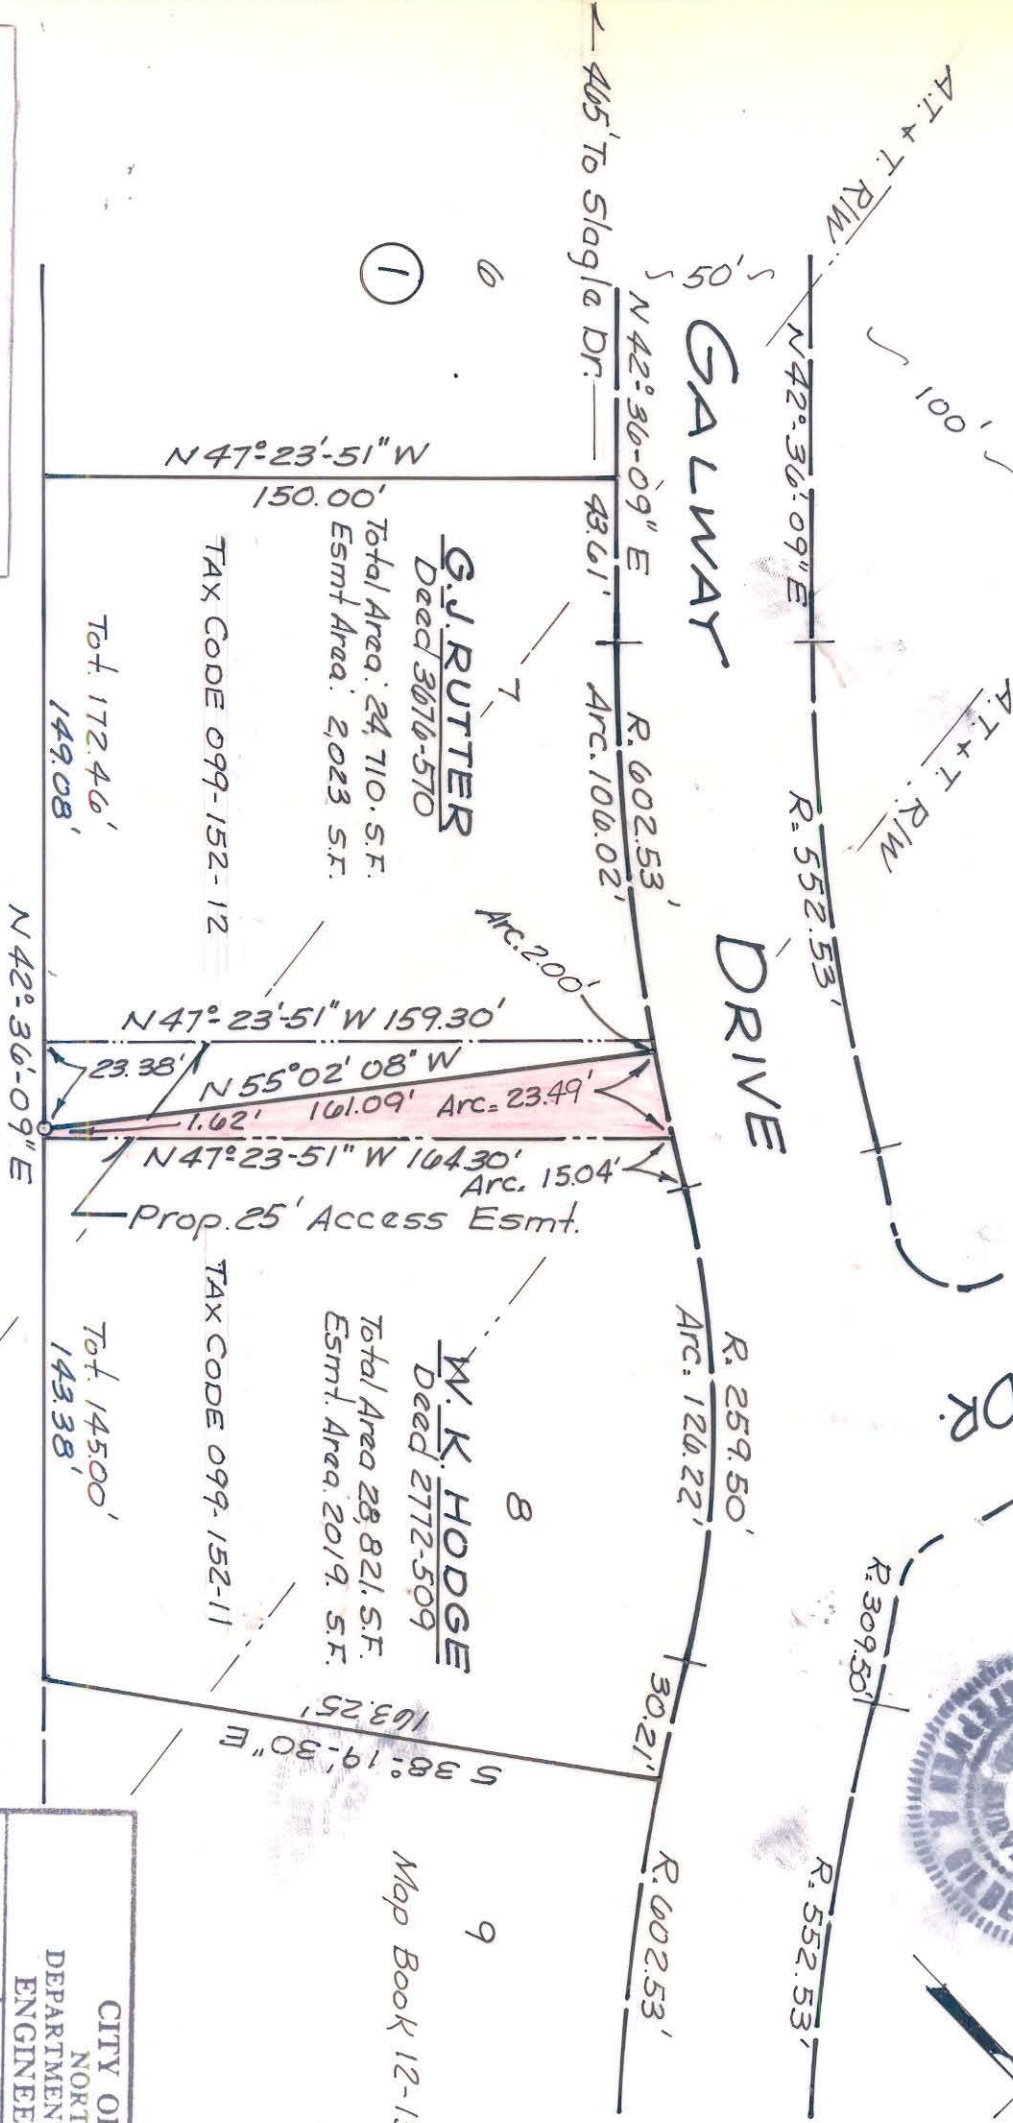 A.T. & T. R/W
100'
A.T. & T. R/W
465' To Slagle Dr.
50'
N 42°-36'-09" E
R= 552.53'
GALWAY DRIVE
DR.
R= 309.50'
R= 552.53'
N 42°-36'-09" E
43.61'
R. 602.53'
Arc. 106.02'
Arc. 2.00'
Arc= 23.49'
Arc. 15.04'
R. 259.50'
Arc= 126.22'
30.21'
R. 602.53'
6
1
N 47°-23'-51" W
150.00'
7
G.J. RUTTER
Deed 3676-570
Total Area: 24,710. S.F.
Esmt Area: 2,023 S.F.
TAX CODE 099-152-12
Tot. 172.46'
149.08'
N 47°-23'-51" W 159.30'
23.38'
N 55°02'08" W
161.09'
1.62'
N 47°-23-51" W 164.30'
Prop. 25' Access Esmt.
N 42°-36'-09" E
8
W. K. HODGE
Deed 2772-509
Total Area 28,821. S.F.
Esmt. Area. 2019. S.F.
TAX CODE 099-152-11
Tot. 145.00'
143.38'
S 38°-19'-30" E
163.25'
9
Map Book 12-1
CITY O
NORT
DEPARTMEN
ENGINEE